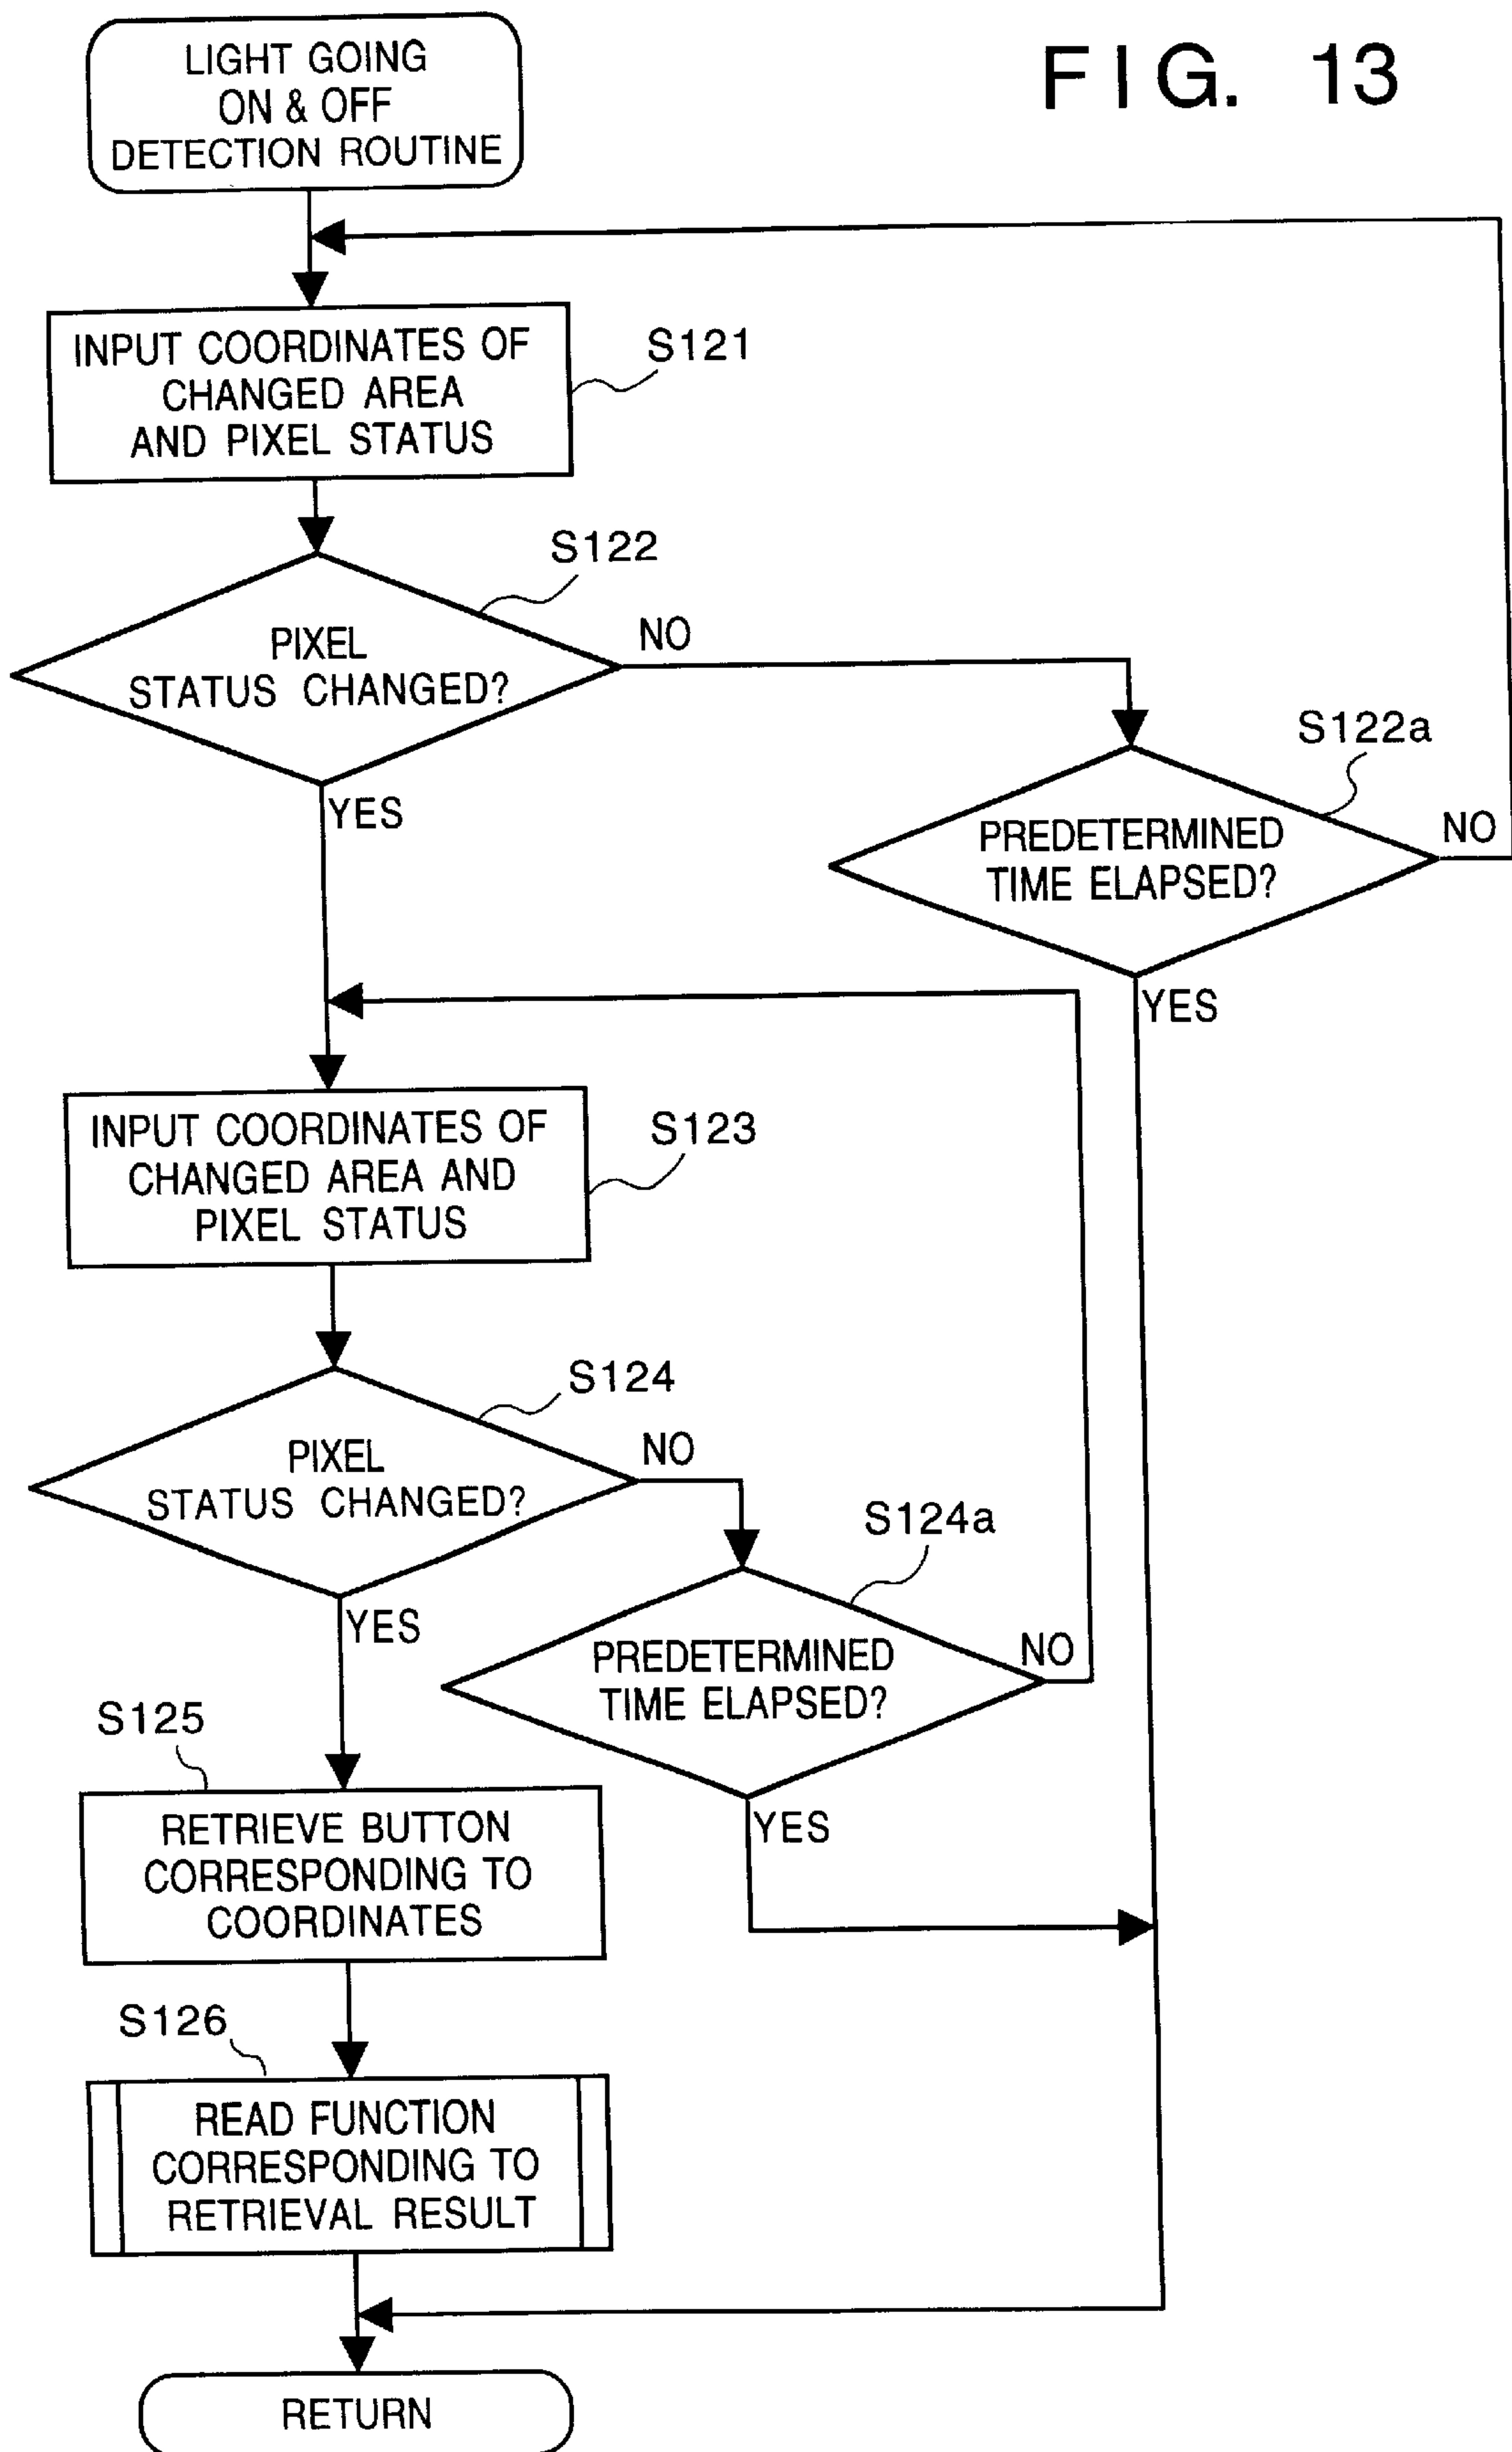 FIG. 13
LIGHT GOING
ON & OFF
DETECTION ROUTINE
INPUT COORDINATES OF
CHANGED AREA
AND PIXEL STATUS
S121
S122
PIXEL
STATUS CHANGED?
NO
YES
S122a
PREDETERMINED
TIME ELAPSED?
NO
YES
INPUT COORDINATES OF
CHANGED AREA AND
PIXEL STATUS
S123
S124
PIXEL
STATUS CHANGED?
NO
YES
S124a
PREDETERMINED
TIME ELAPSED?
NO
YES
S125
RETRIEVE BUTTON
CORRESPONDING TO
COORDINATES
S126
READ FUNCTION
CORRESPONDING TO
RETRIEVAL RESULT
RETURN